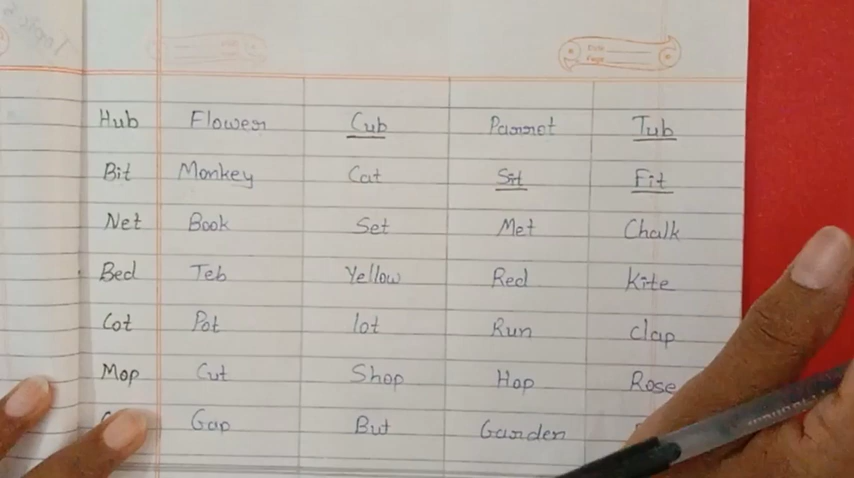 Hub Flower Cub Parrot Tub
Bit Monkey Cat Sit Fit
Net Book Set Met Chalk
Bed Teb Yellow Red Kite
Cot Pot lot Run Clap
Mop Cut Shop Hop Rose
Gap But Garden